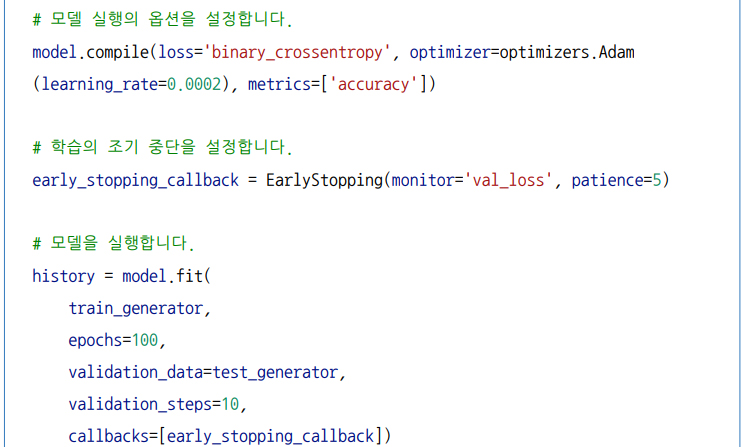 # 모델 실행의 옵션을 설정합니다.
model.compile(loss='binary_crossentropy', optimizer=optimizers.Adam
(learning_rate=0.0002), metrics=['accuracy'])
# 학습의 조기 중단을 설정합니다.
early_stopping_callback = EarlyStopping(monitor='val_loss', patience=5)
# 모델을 실행합니다.
history = model.fit(
    train_generator,
    epochs=100,
    validation_data=test_generator,
    validation_steps=10,
    callbacks=[early_stopping_callback])